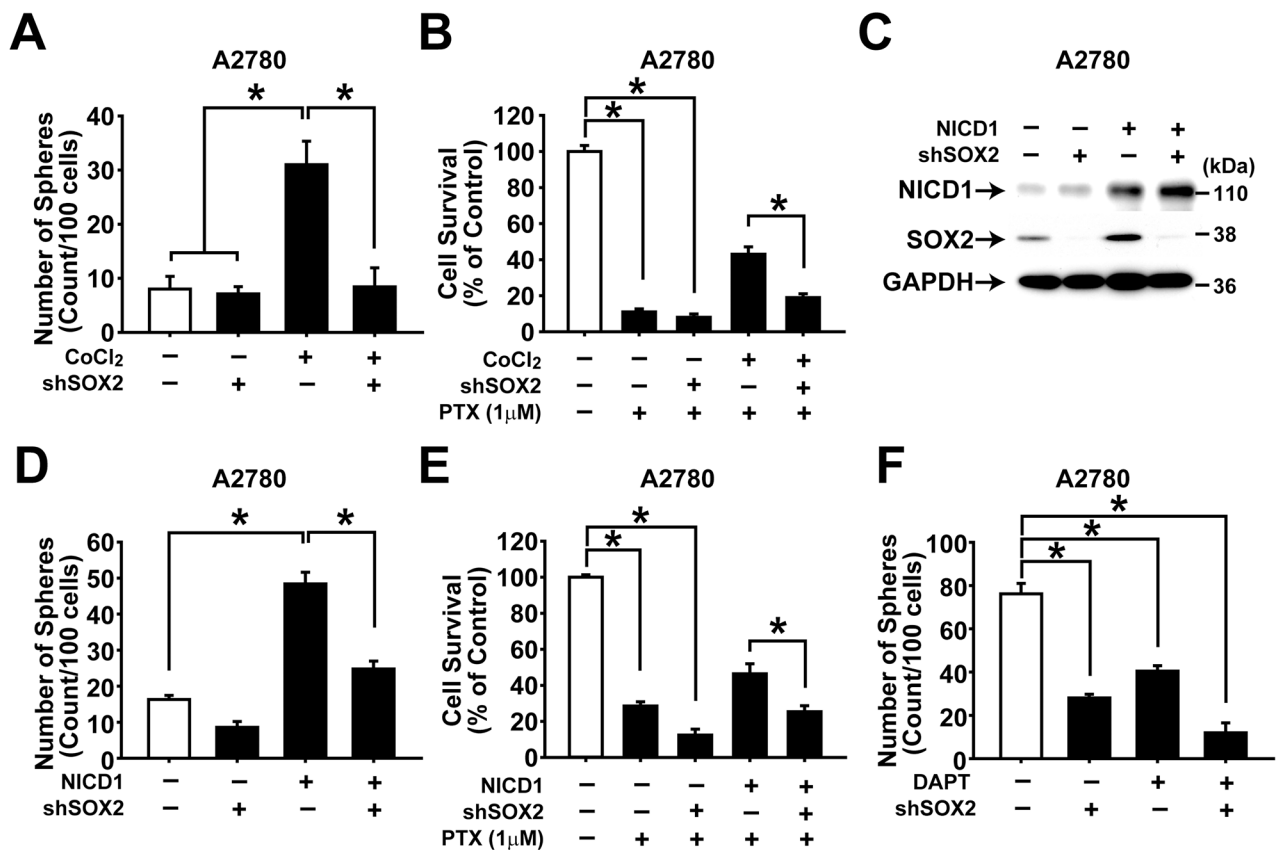 A
A2780
Number of Spheres
(Count/100 cells)
40
30
20
10
0
* *
CoCl₂ − − + +
shSOX2 − + − +
B
A2780
Cell Survival
(% of Control)
120
100
80
60
40
20
0
*
*
*
CoCl₂ − − − + +
shSOX2 − − + − +
PTX (1μM) − + + + +
C
A2780
NICD1 − − + +
shSOX2 − + − +
(kDa)
NICD1→ −110
SOX2→ −38
GAPDH→ −36
D
A2780
Number of Spheres
(Count/100 cells)
60
50
40
30
20
10
0
* *
NICD1 − − + +
shSOX2 − + − +
E
A2780
Cell Survival
(% of Control)
120
100
80
60
40
20
0
*
*
*
NICD1 − − − + +
shSOX2 − − + − +
PTX (1μM) − + + + +
F
A2780
Number of Spheres
(Count/100 cells)
100
80
60
40
20
0
*
*
*
DAPT − − + +
shSOX2 − + − +